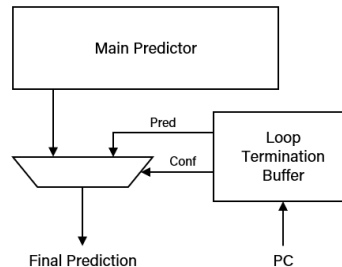 Main Predictor
Pred
Conf
Loop
Termination
Buffer
Final Prediction
PC